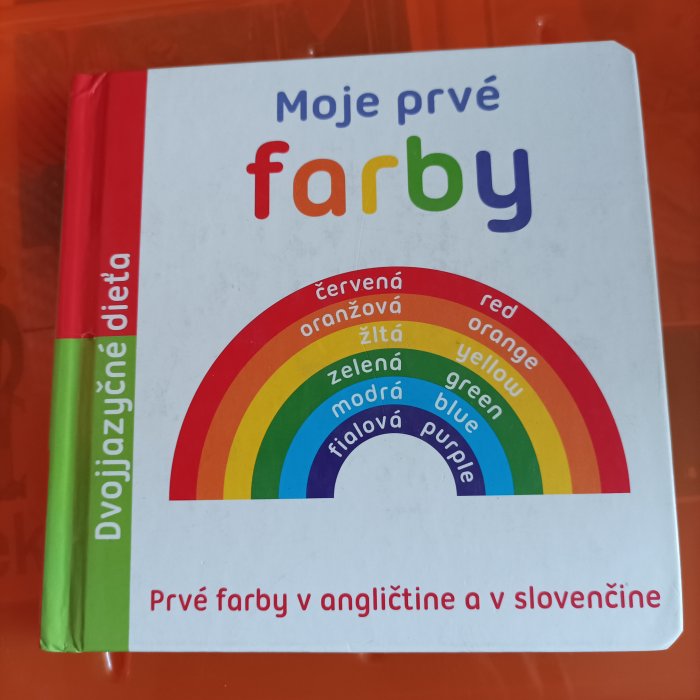 Moje prvé
farby
červená red
oranžová orange
žltá yellow
zelená green
modrá blue
fialová purple
Prvé farby v angličtine a v slovenčine
Dvojjazyčné dieťa